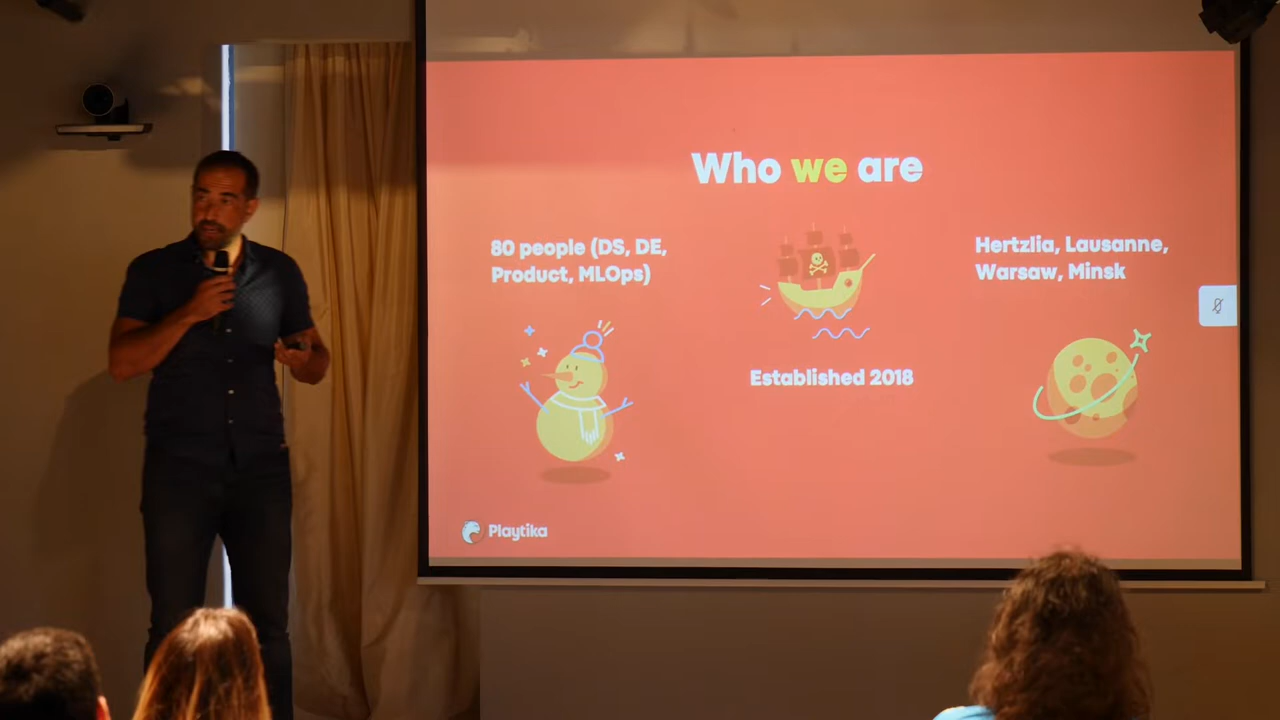 Who we are
80 people (DS, DE,
Product, MLOps)
Established 2018
Hertzlia, Lausanne,
Warsaw, Minsk
Playtika